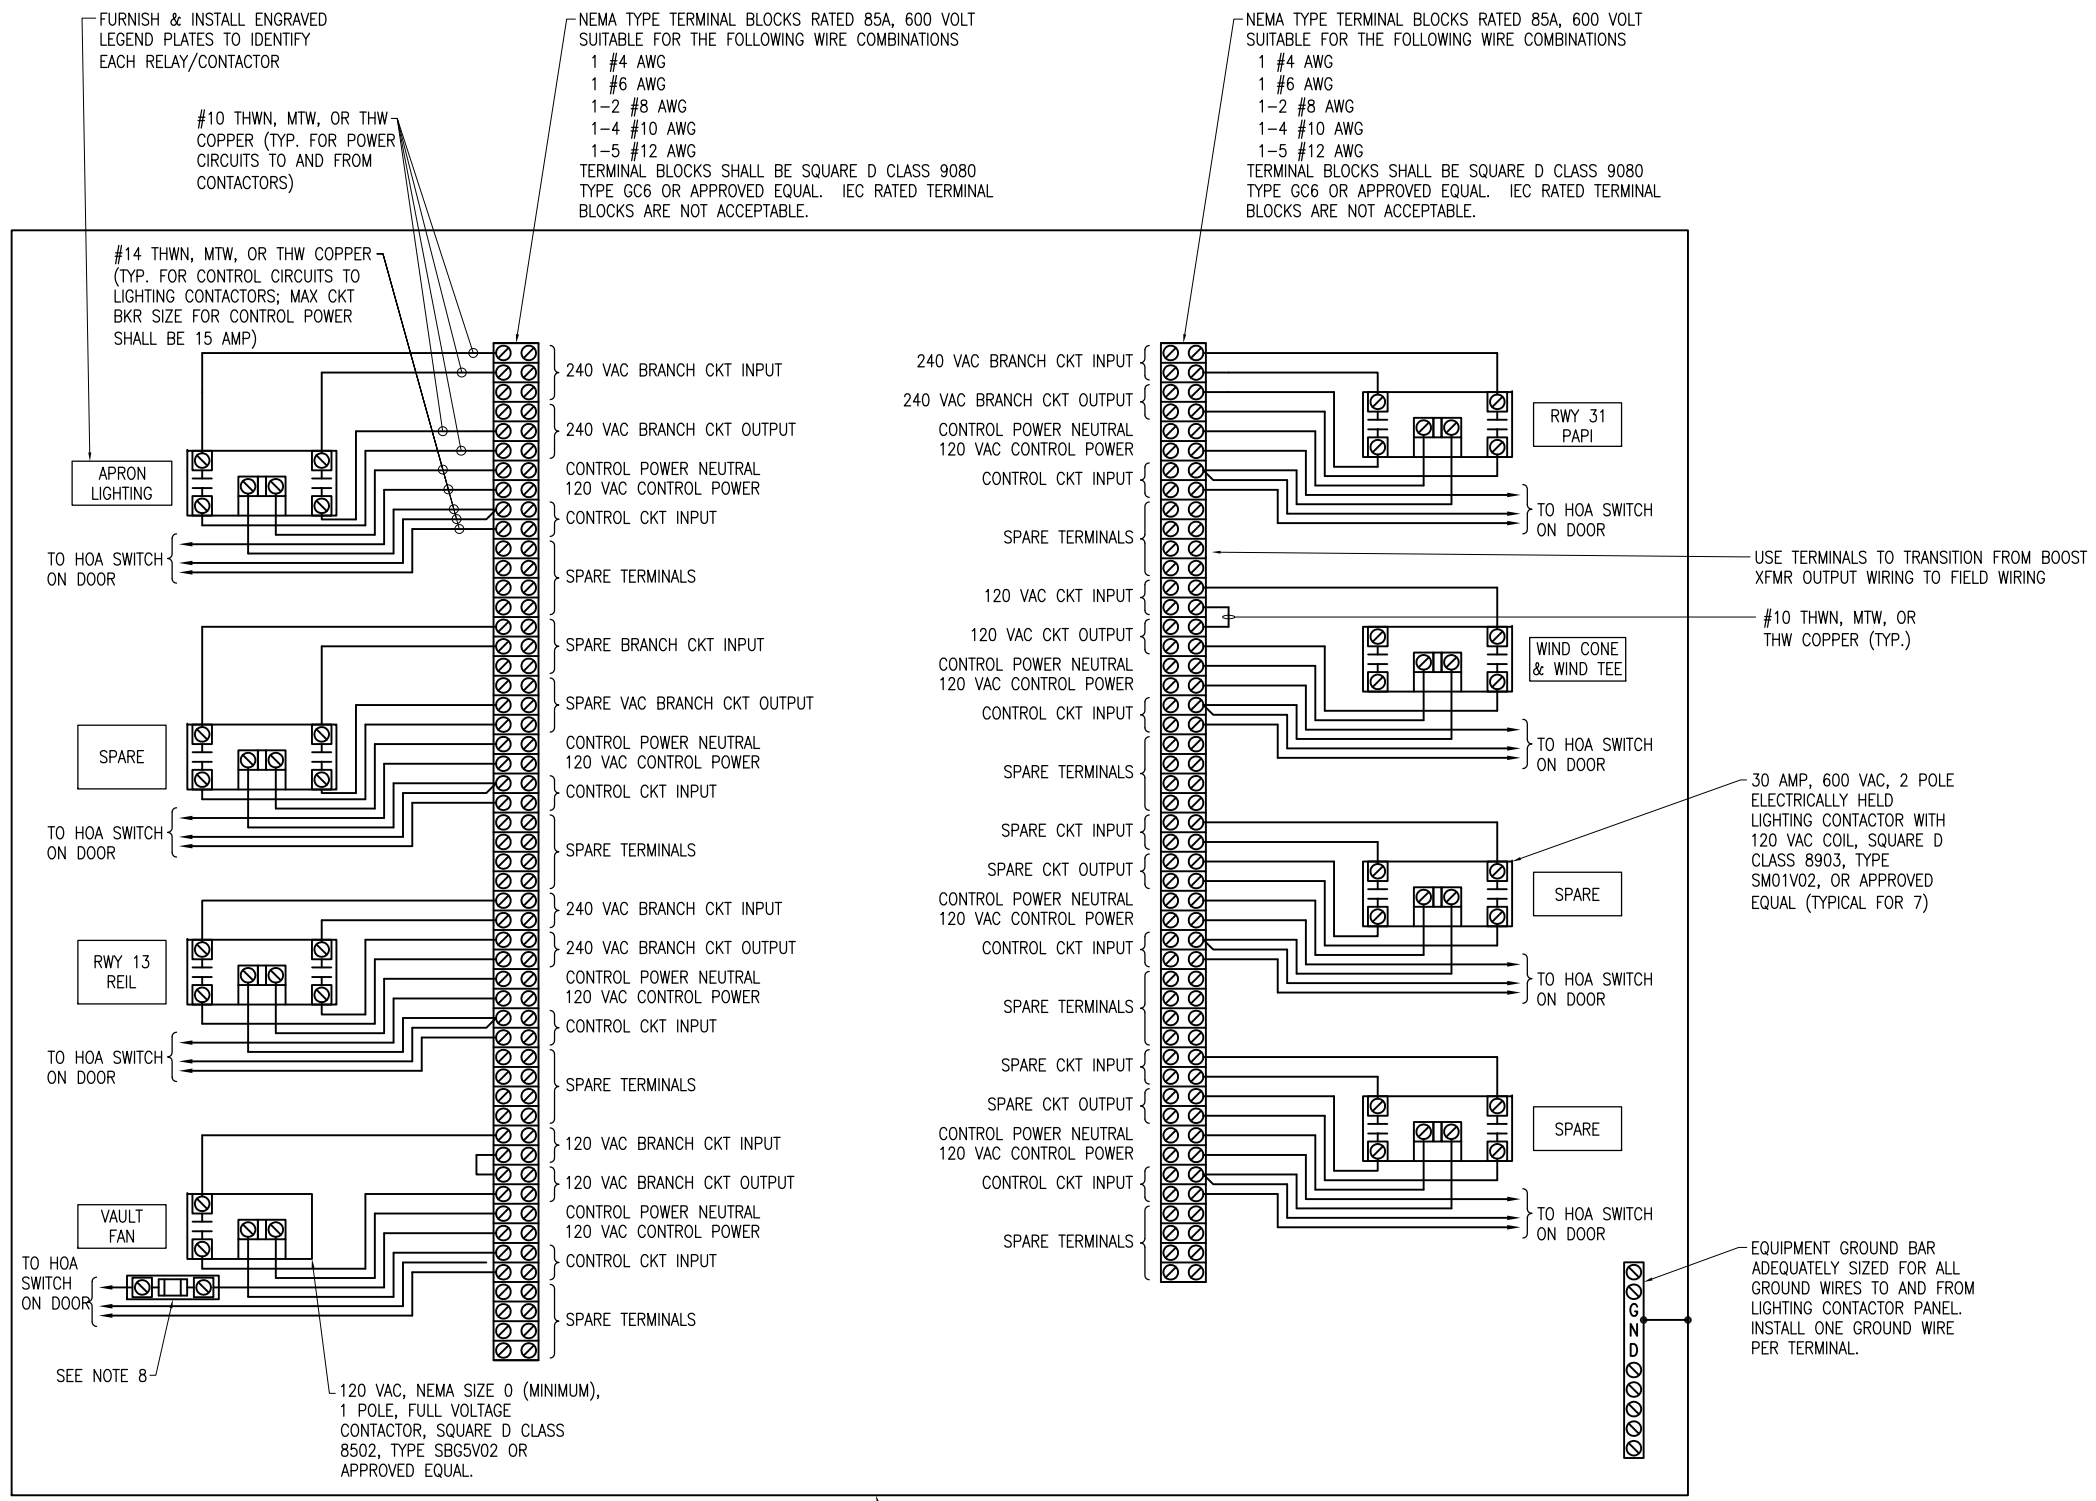 FURNISH & INSTALL ENGRAVED
LEGEND PLATES TO IDENTIFY
EACH RELAY/CONTACTOR
NEMA TYPE TERMINAL BLOCKS RATED 85A, 600 VOLT
SUITABLE FOR THE FOLLOWING WIRE COMBINATIONS
1 #4 AWG
1 #6 AWG
1-2 #8 AWG
1-4 #10 AWG
1-5 #12 AWG
TERMINAL BLOCKS SHALL BE SQUARE D CLASS 9080
TYPE GC6 OR APPROVED EQUAL. IEC RATED TERMINAL
BLOCKS ARE NOT ACCEPTABLE.
NEMA TYPE TERMINAL BLOCKS RATED 85A, 600 VOLT
SUITABLE FOR THE FOLLOWING WIRE COMBINATIONS
1 #4 AWG
1 #6 AWG
1-2 #8 AWG
1-4 #10 AWG
1-5 #12 AWG
TERMINAL BLOCKS SHALL BE SQUARE D CLASS 9080
TYPE GC6 OR APPROVED EQUAL. IEC RATED TERMINAL
BLOCKS ARE NOT ACCEPTABLE.
#10 THWN, MTW, OR THW
COPPER (TYP. FOR POWER
CIRCUITS TO AND FROM
CONTACTORS)
#14 THWN, MTW, OR THW COPPER
(TYP. FOR CONTROL CIRCUITS TO
LIGHTING CONTACTORS; MAX CKT
BKR SIZE FOR CONTROL POWER
SHALL BE 15 AMP)
APRON
LIGHTING
TO HOA SWITCH
ON DOOR
240 VAC BRANCH CKT INPUT
240 VAC BRANCH CKT OUTPUT
CONTROL POWER NEUTRAL
120 VAC CONTROL POWER
CONTROL CKT INPUT
SPARE TERMINALS
SPARE
TO HOA SWITCH
ON DOOR
SPARE BRANCH CKT INPUT
SPARE VAC BRANCH CKT OUTPUT
CONTROL POWER NEUTRAL
120 VAC CONTROL POWER
CONTROL CKT INPUT
SPARE TERMINALS
RWY 13
REIL
TO HOA SWITCH
ON DOOR
240 VAC BRANCH CKT INPUT
240 VAC BRANCH CKT OUTPUT
CONTROL POWER NEUTRAL
120 VAC CONTROL POWER
CONTROL CKT INPUT
SPARE TERMINALS
VAULT
FAN
TO HOA
SWITCH
ON DOOR
SEE NOTE 8
120 VAC BRANCH CKT INPUT
120 VAC BRANCH CKT OUTPUT
CONTROL POWER NEUTRAL
120 VAC CONTROL POWER
CONTROL CKT INPUT
SPARE TERMINALS
120 VAC, NEMA SIZE 0 (MINIMUM),
1 POLE, FULL VOLTAGE
CONTACTOR, SQUARE D CLASS
8502, TYPE SBG5V02 OR
APPROVED EQUAL.
240 VAC BRANCH CKT INPUT
240 VAC BRANCH CKT OUTPUT
CONTROL POWER NEUTRAL
120 VAC CONTROL POWER
CONTROL CKT INPUT
SPARE TERMINALS
RWY 31
PAPI
TO HOA SWITCH
ON DOOR
USE TERMINALS TO TRANSITION FROM BOOST
XFMR OUTPUT WIRING TO FIELD WIRING
#10 THWN, MTW, OR
THW COPPER (TYP.)
120 VAC CKT INPUT
120 VAC CKT OUTPUT
CONTROL POWER NEUTRAL
120 VAC CONTROL POWER
CONTROL CKT INPUT
SPARE TERMINALS
WIND CONE
& WIND TEE
TO HOA SWITCH
ON DOOR
30 AMP, 600 VAC, 2 POLE
ELECTRICALLY HELD
LIGHTING CONTACTOR WITH
120 VAC COIL, SQUARE D
CLASS 8903, TYPE
SM01V02, OR APPROVED
EQUAL (TYPICAL FOR 7)
SPARE CKT INPUT
SPARE CKT OUTPUT
CONTROL POWER NEUTRAL
120 VAC CONTROL POWER
CONTROL CKT INPUT
SPARE TERMINALS
SPARE
TO HOA SWITCH
ON DOOR
SPARE CKT INPUT
SPARE CKT OUTPUT
CONTROL POWER NEUTRAL
120 VAC CONTROL POWER
CONTROL CKT INPUT
SPARE TERMINALS
SPARE
TO HOA SWITCH
ON DOOR
EQUIPMENT GROUND BAR
ADEQUATELY SIZED FOR ALL
GROUND WIRES TO AND FROM
LIGHTING CONTACTOR PANEL.
INSTALL ONE GROUND WIRE
PER TERMINAL.
G
N
D